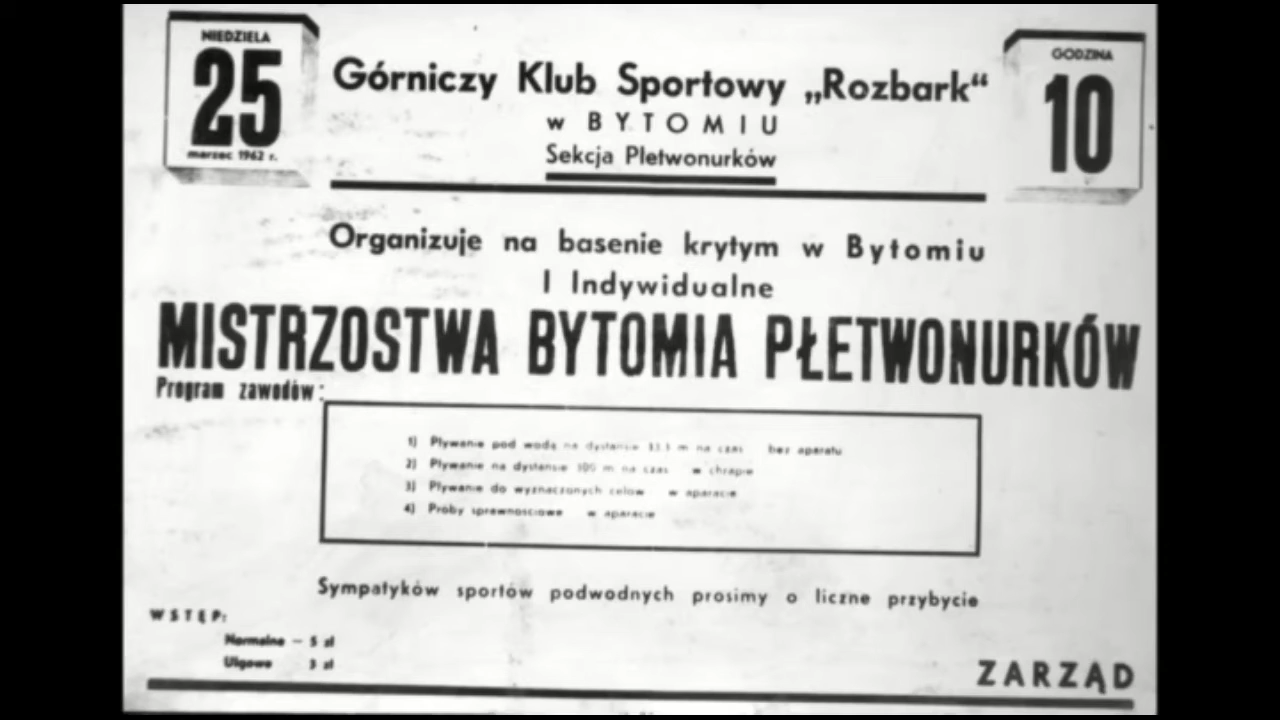 NIEDZIELA
25
marzec 1962 r.
Górniczy Klub Sportowy „Rozbark“
w BYTOMIU
Sekcja Płetwonurków
GODZINA
10
Organizuje na basenie krytym w Bytomiu
I Indywidualne
MISTRZOSTWA BYTOMIA PŁETWONURKÓW
Program zawodów:
1) Pływanie pod wodą na dystansie m na czas bez aparatu
2) Pływanie na dystansie 100 m na czas w chrapie
3) Pływanie do wyznaczonych celów w aparacie
4) Próby sprawnościowe w aparacie
Sympatyków sportów podwodnych prosimy o liczne przybycie
WSTĘP:
Normalne — 5 zł
Ulgowe 3 zł
ZARZĄD